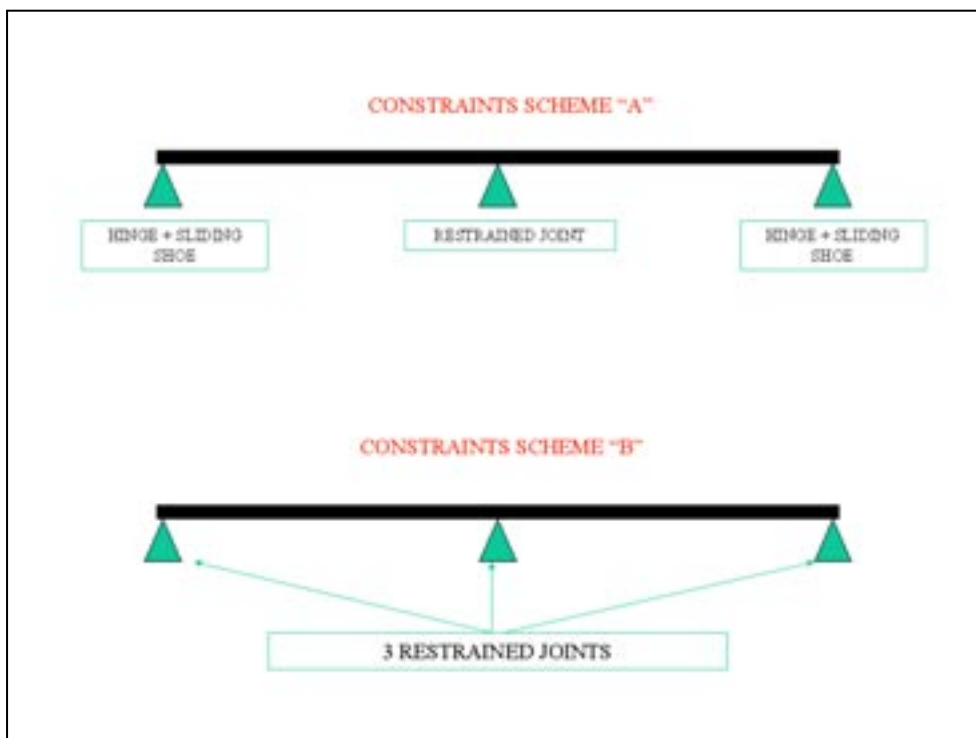 CONSTRAINTS SCHEME “A”
HINGE + SLIDING
SHOE
RESTRAINED JOINT
HINGE + SLIDING
SHOE
CONSTRAINTS SCHEME “B”
3 RESTRAINED JOINTS